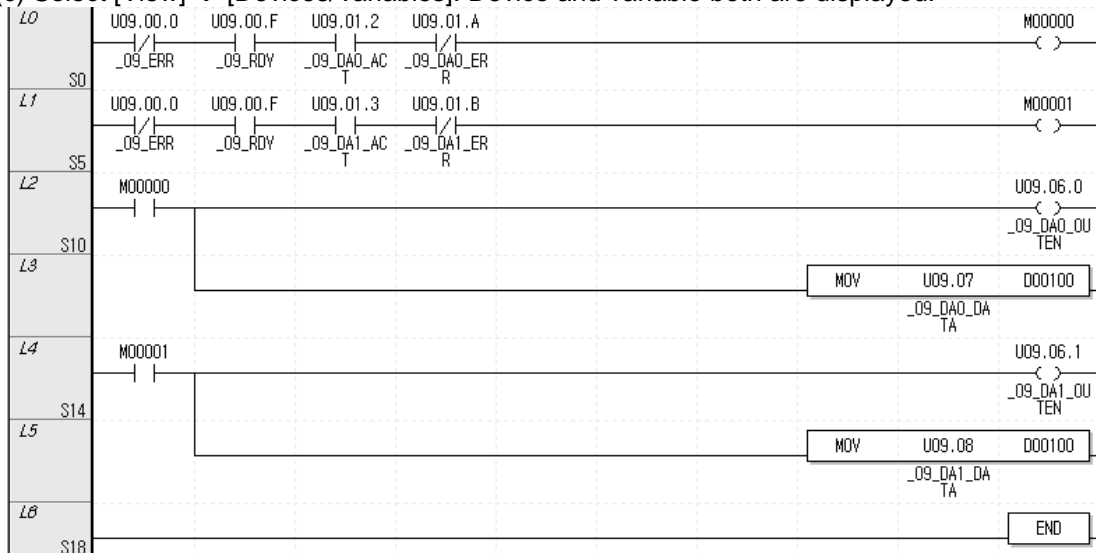 Select [View] [Devices/Variables]. Device and Variable both are displayed.
L0 U09.00.0 U09.00.F U09.01.2 U09.01.A M00000
_09_ERR _09_RDY _09_DA0_AC _09_DA0_ER
T R
S0
L1 U09.00.0 U09.00.F U09.01.3 U09.01.B M00001
_09_ERR _09_RDY _09_DA1_AC _09_DA1_ER
T R
S5
L2 M00000 U09.06.0
_09_DA0_OU
TEN
S10
L3 MOV U09.07 D00100
_09_DA0_DA
TA
L4 M00001 U09.06.1
_09_DA1_OU
TEN
S14
L5 MOV U09.08 D00100
_09_DA1_DA
TA
L6 END
S18